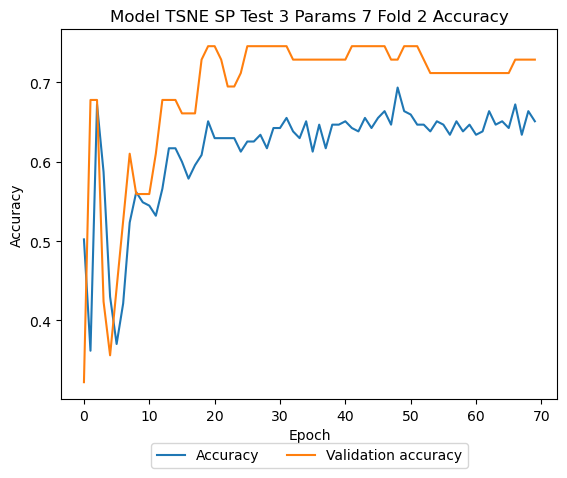 Model TSNE SP Test 3 Params 7 Fold 2 Accuracy
0.7
0.6
0.5
0.4
Accuracy
0 10 20 30 40 50 60 70
Epoch
Accuracy Validation accuracy